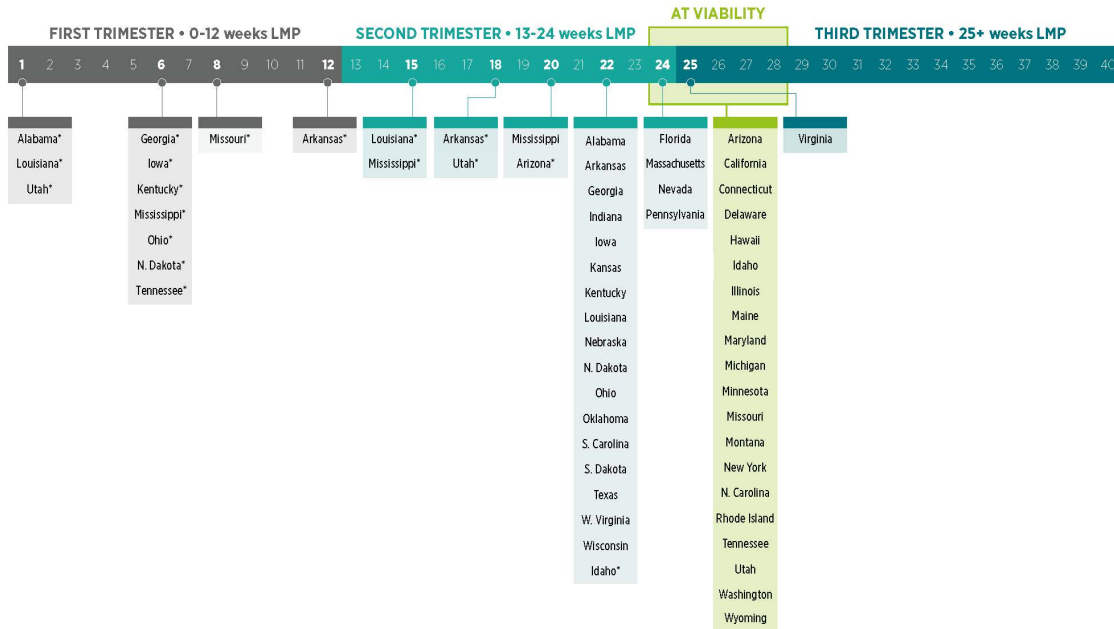 AT VIABILITY
FIRST TRIMESTER • 0-12 weeks LMP
SECOND TRIMESTER • 13-24 weeks LMP
THIRD TRIMESTER • 25+ weeks LMP
1 2 3 4 5 6 7 8 9 10 11 12 13 14 15 16 17 18 19 20 21 22 23 24 25 26 27 28 29 30 31 32 33 34 35 36 37 38 39 40
Alabama*
Louisiana*
Utah*
Georgia*
Iowa*
Kentucky*
Mississippi*
Ohio*
N. Dakota*
Tennessee*
Missouri*
Arkansas*
Louisiana*
Mississippi*
Arkansas*
Utah*
Mississippi
Arizona*
Alabama
Arkansas
Georgia
Indiana
Iowa
Kansas
Kentucky
Louisiana
Nebraska
N. Dakota
Ohio
Oklahoma
S. Carolina
S. Dakota
Texas
W. Virginia
Wisconsin
Idaho*
Florida
Massachusetts
Nevada
Pennsylvania
Arizona
California
Connecticut
Delaware
Hawaii
Idaho
Illinois
Maine
Maryland
Michigan
Minnesota
Missouri
Montana
New York
N. Carolina
Rhode Island
Tennessee
Utah
Washington
Wyoming
Virginia